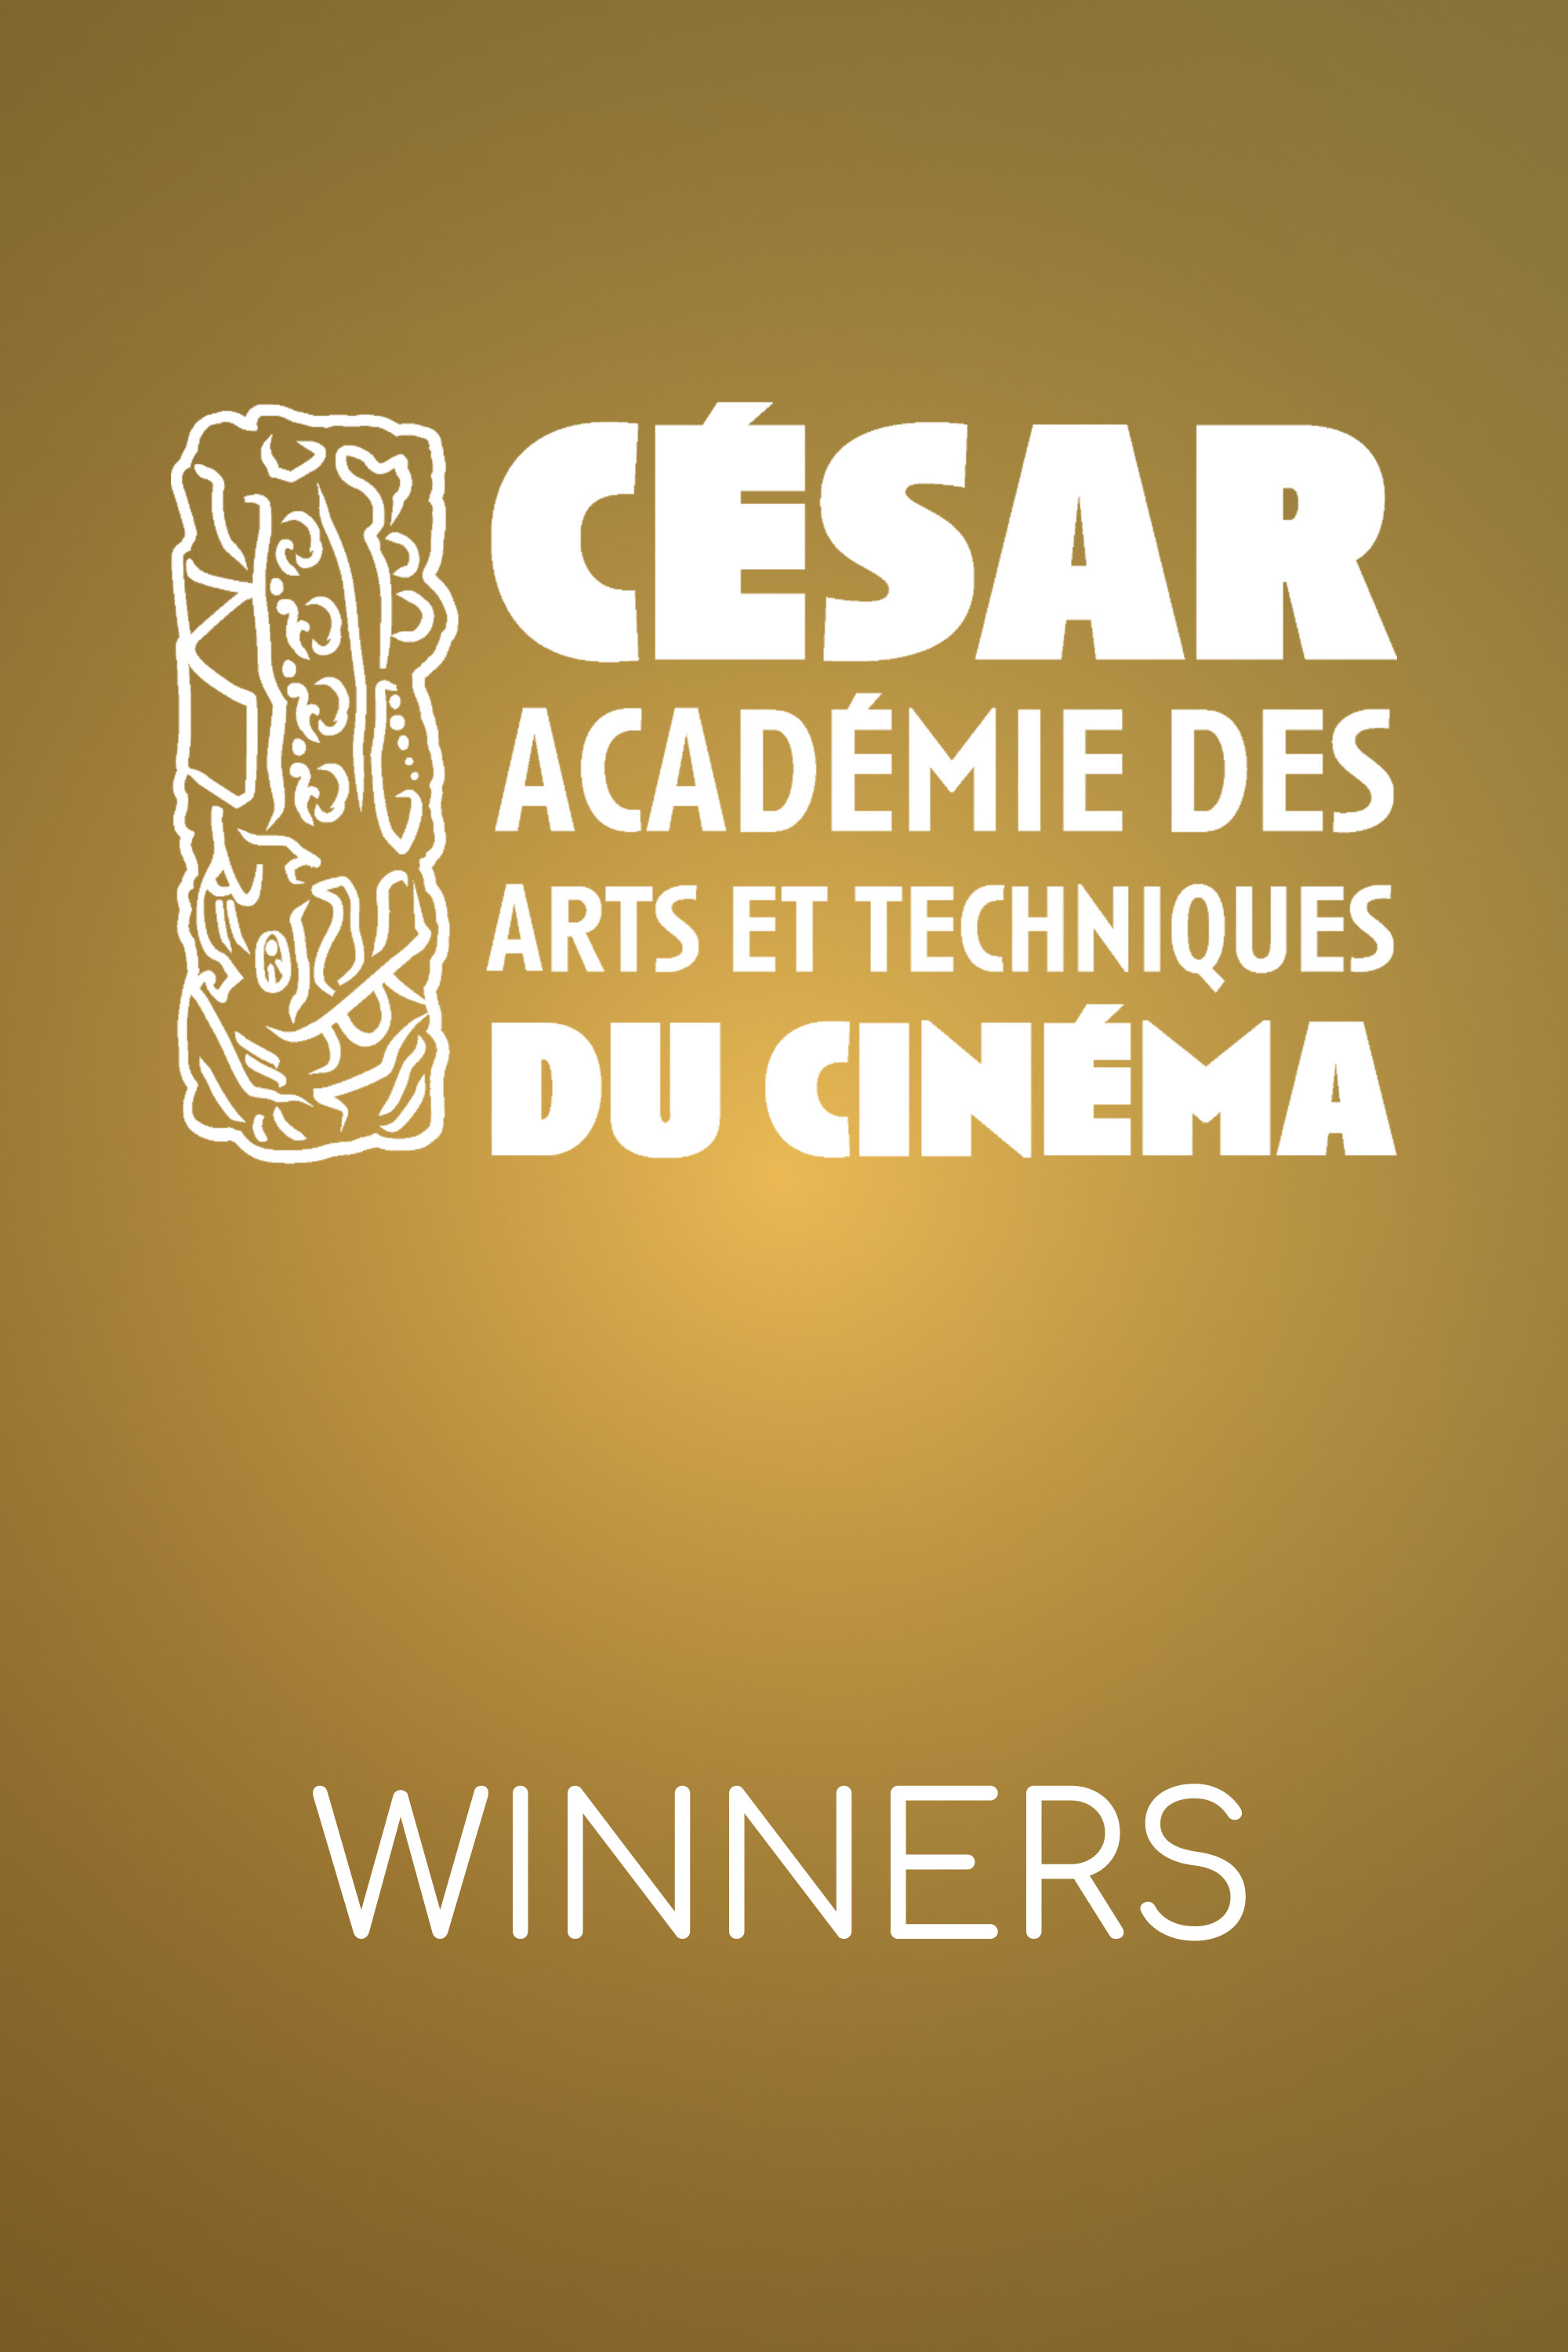 CÉSAR
ACADÉMIE DES
ARTS ET TECHNIQUES
DU CINÉMA
WINNERS